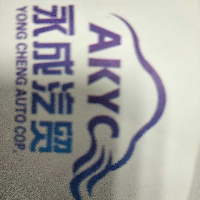 AKYC
永成汽贸
YONG CHENG AUTO COP.